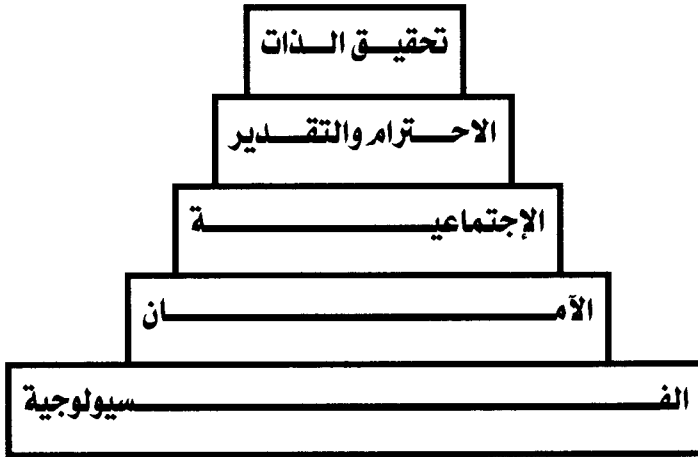 تحقيق الذات
الاحترام والتقدير
الإجتماعية
الآمان
الفسيولوجية